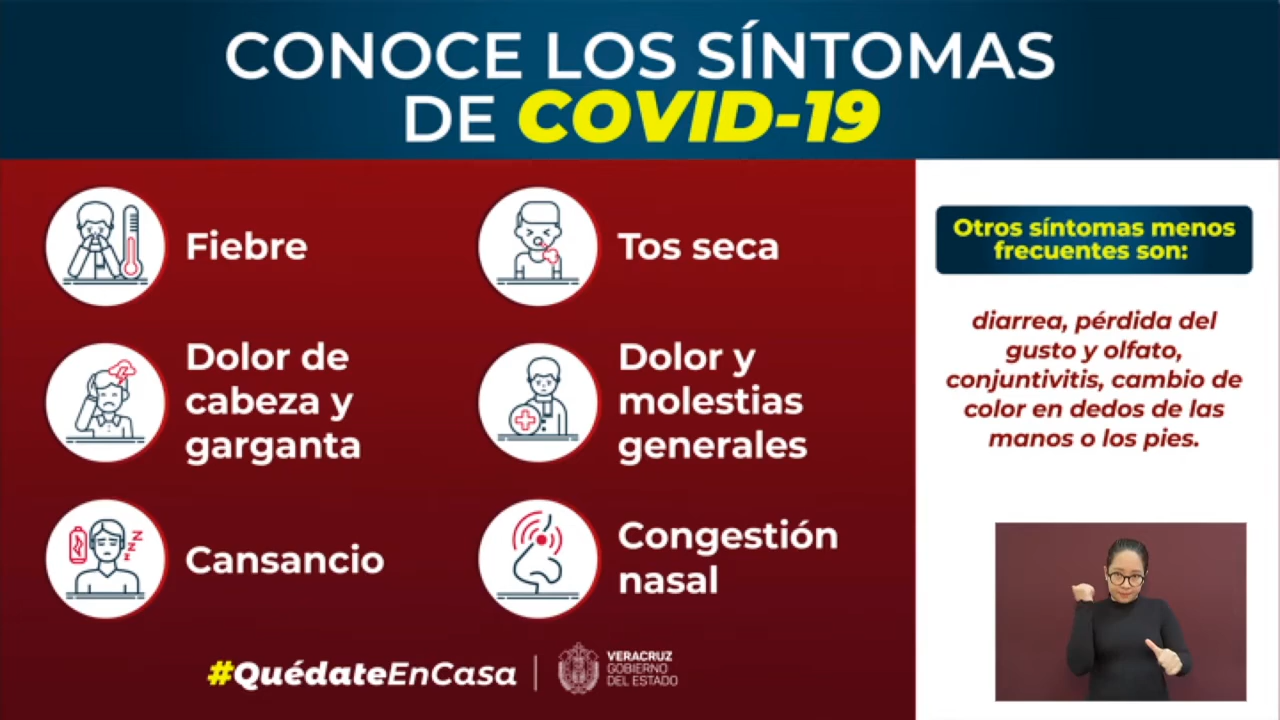 CONOCE LOS SÍNTOMAS
DE COVID-19
Fiebre
Tos seca
Dolor de
cabeza y
garganta
Dolor y
molestias
generales
Cansancio
Congestión
nasal
Otros síntomas menos
frecuentes son:
diarrea, pérdida del
gusto y olfato,
conjuntivitis, cambio de
color en dedos de las
manos o los pies.
#QuédateEnCasa
VERACRUZ
GOBIERNO
DEL ESTADO